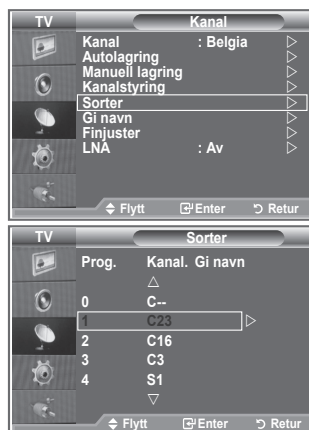 TV Kanal
Kanal : Belgia
Autolagring
Manuell lagring
Kanalstyring
Sorter
Gi navn
Finjuster
LNA : Av
Flytt Enter Retur
TV Sorter
Prog. Kanal. Gi navn
0 C--
1 C23
2 C16
3 C3
4 S1
Flytt Enter Retur